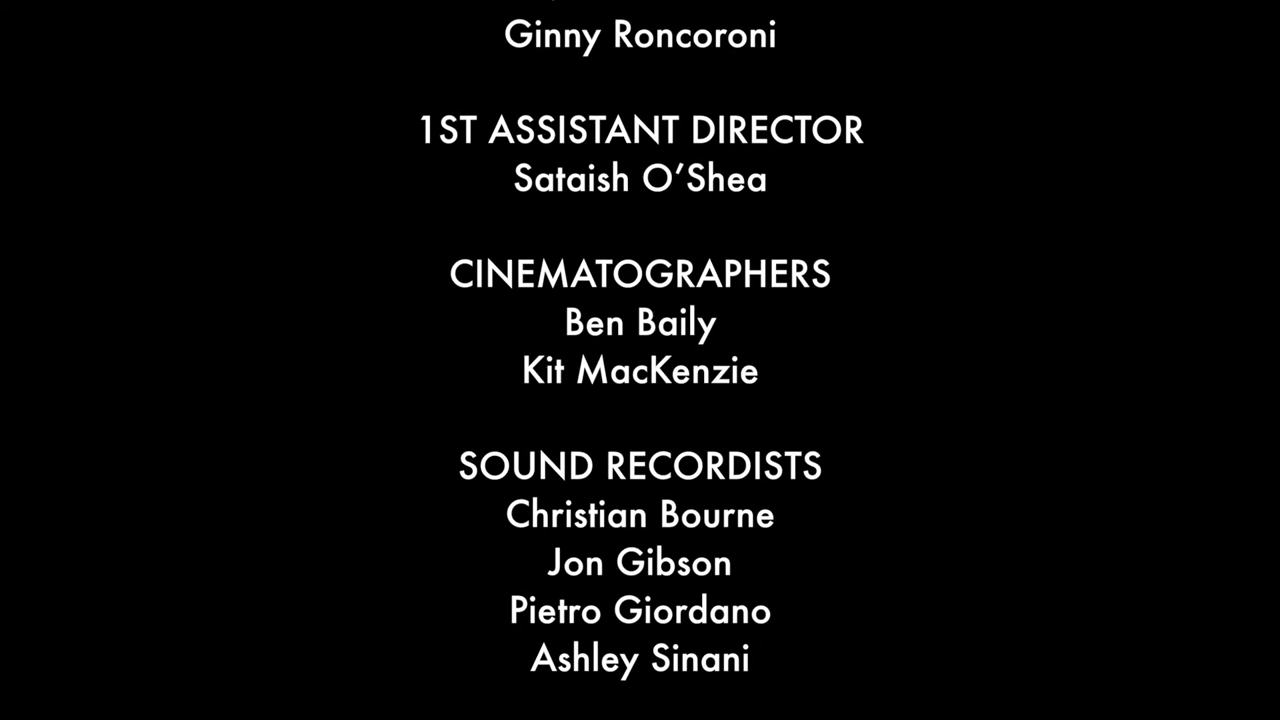 Ginny Roncoroni
1ST ASSISTANT DIRECTOR
Sataish O’Shea
CINEMATOGRAPHERS
Ben Baily
Kit MacKenzie
SOUND RECORDISTS
Christian Bourne
Jon Gibson
Pietro Giordano
Ashley Sinani